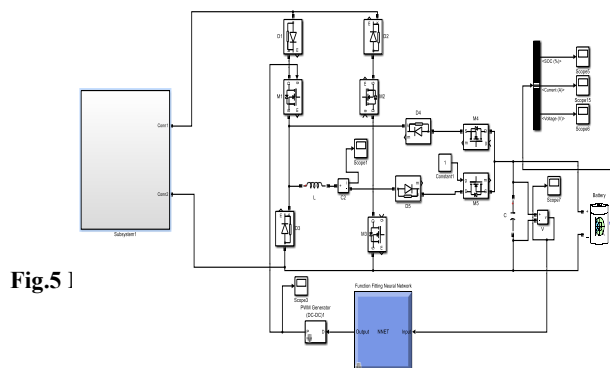 D1
D2
<SOC (%)>
Scope5
M1
M2
<Current (A)>
Scope15
D4
M4
<Voltage (V)>
Scope6
Conn1
Scope1
1
Constant1
Scope7
Battery
L
C2
D5
M5
C
V
Conn2
D3
M3
Subsystem1
Fig.5
Scope3
Function Fitting Neural Network
PWM Generator
(DC-DC)1
Output
NNET
Input